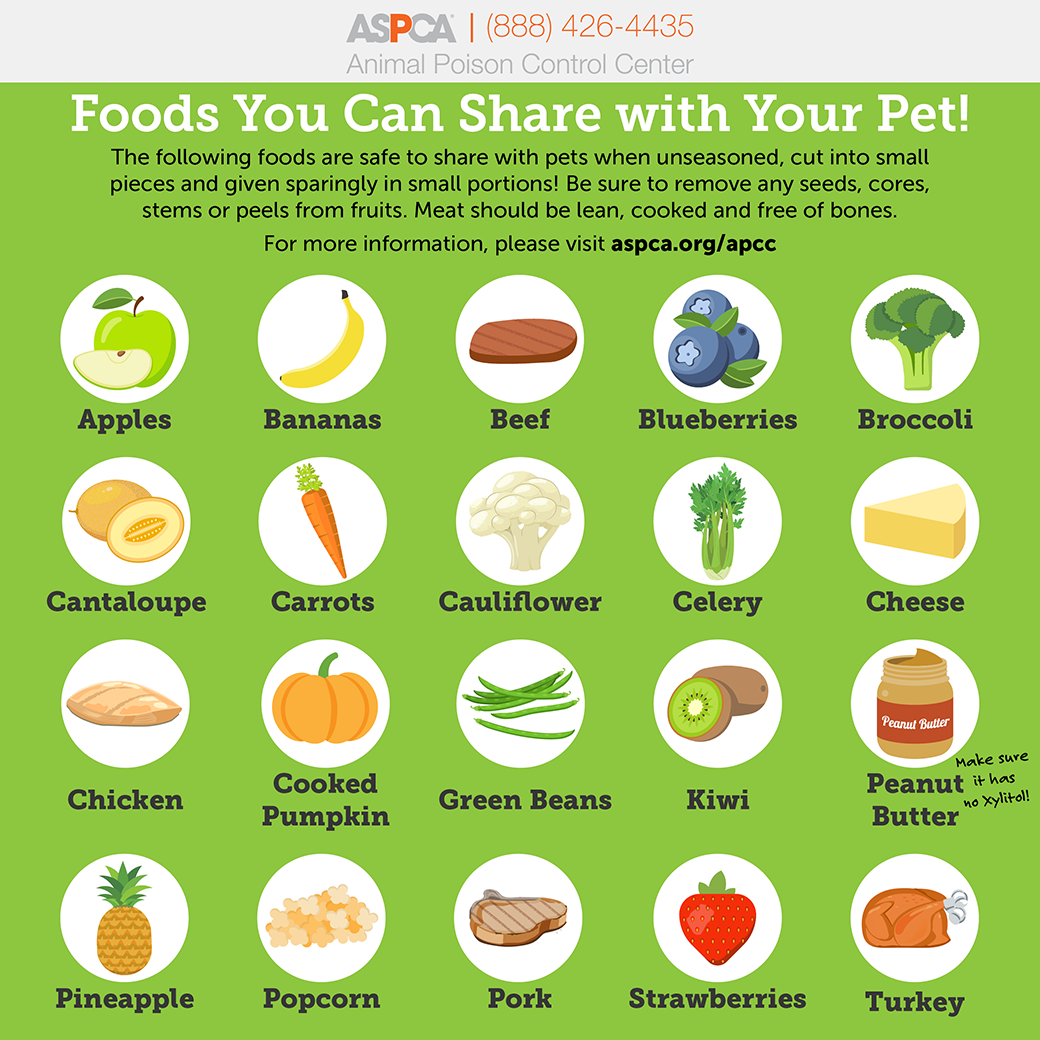 ASPCA® | (888) 426-4435
Animal Poison Control Center
Foods You Can Share with Your Pet!
The following foods are safe to share with pets when unseasoned, cut into small
pieces and given sparingly in small portions! Be sure to remove any seeds, cores,
stems or peels from fruits. Meat should be lean, cooked and free of bones.
For more information, please visit aspca.org/apcc
Apples
Bananas
Beef
Blueberries
Broccoli
Cantaloupe
Carrots
Cauliflower
Celery
Cheese
Chicken
Cooked
Pumpkin
Green Beans
Kiwi
Peanut Butter
Peanut
Butter
Make sure
it has
no Xylitol!
Pineapple
Popcorn
Pork
Strawberries
Turkey